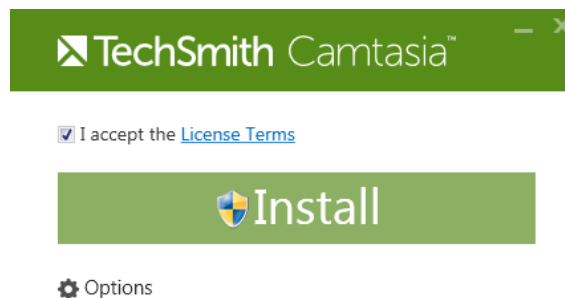 TechSmith Camtasia™
I accept the License Terms
Install
Options